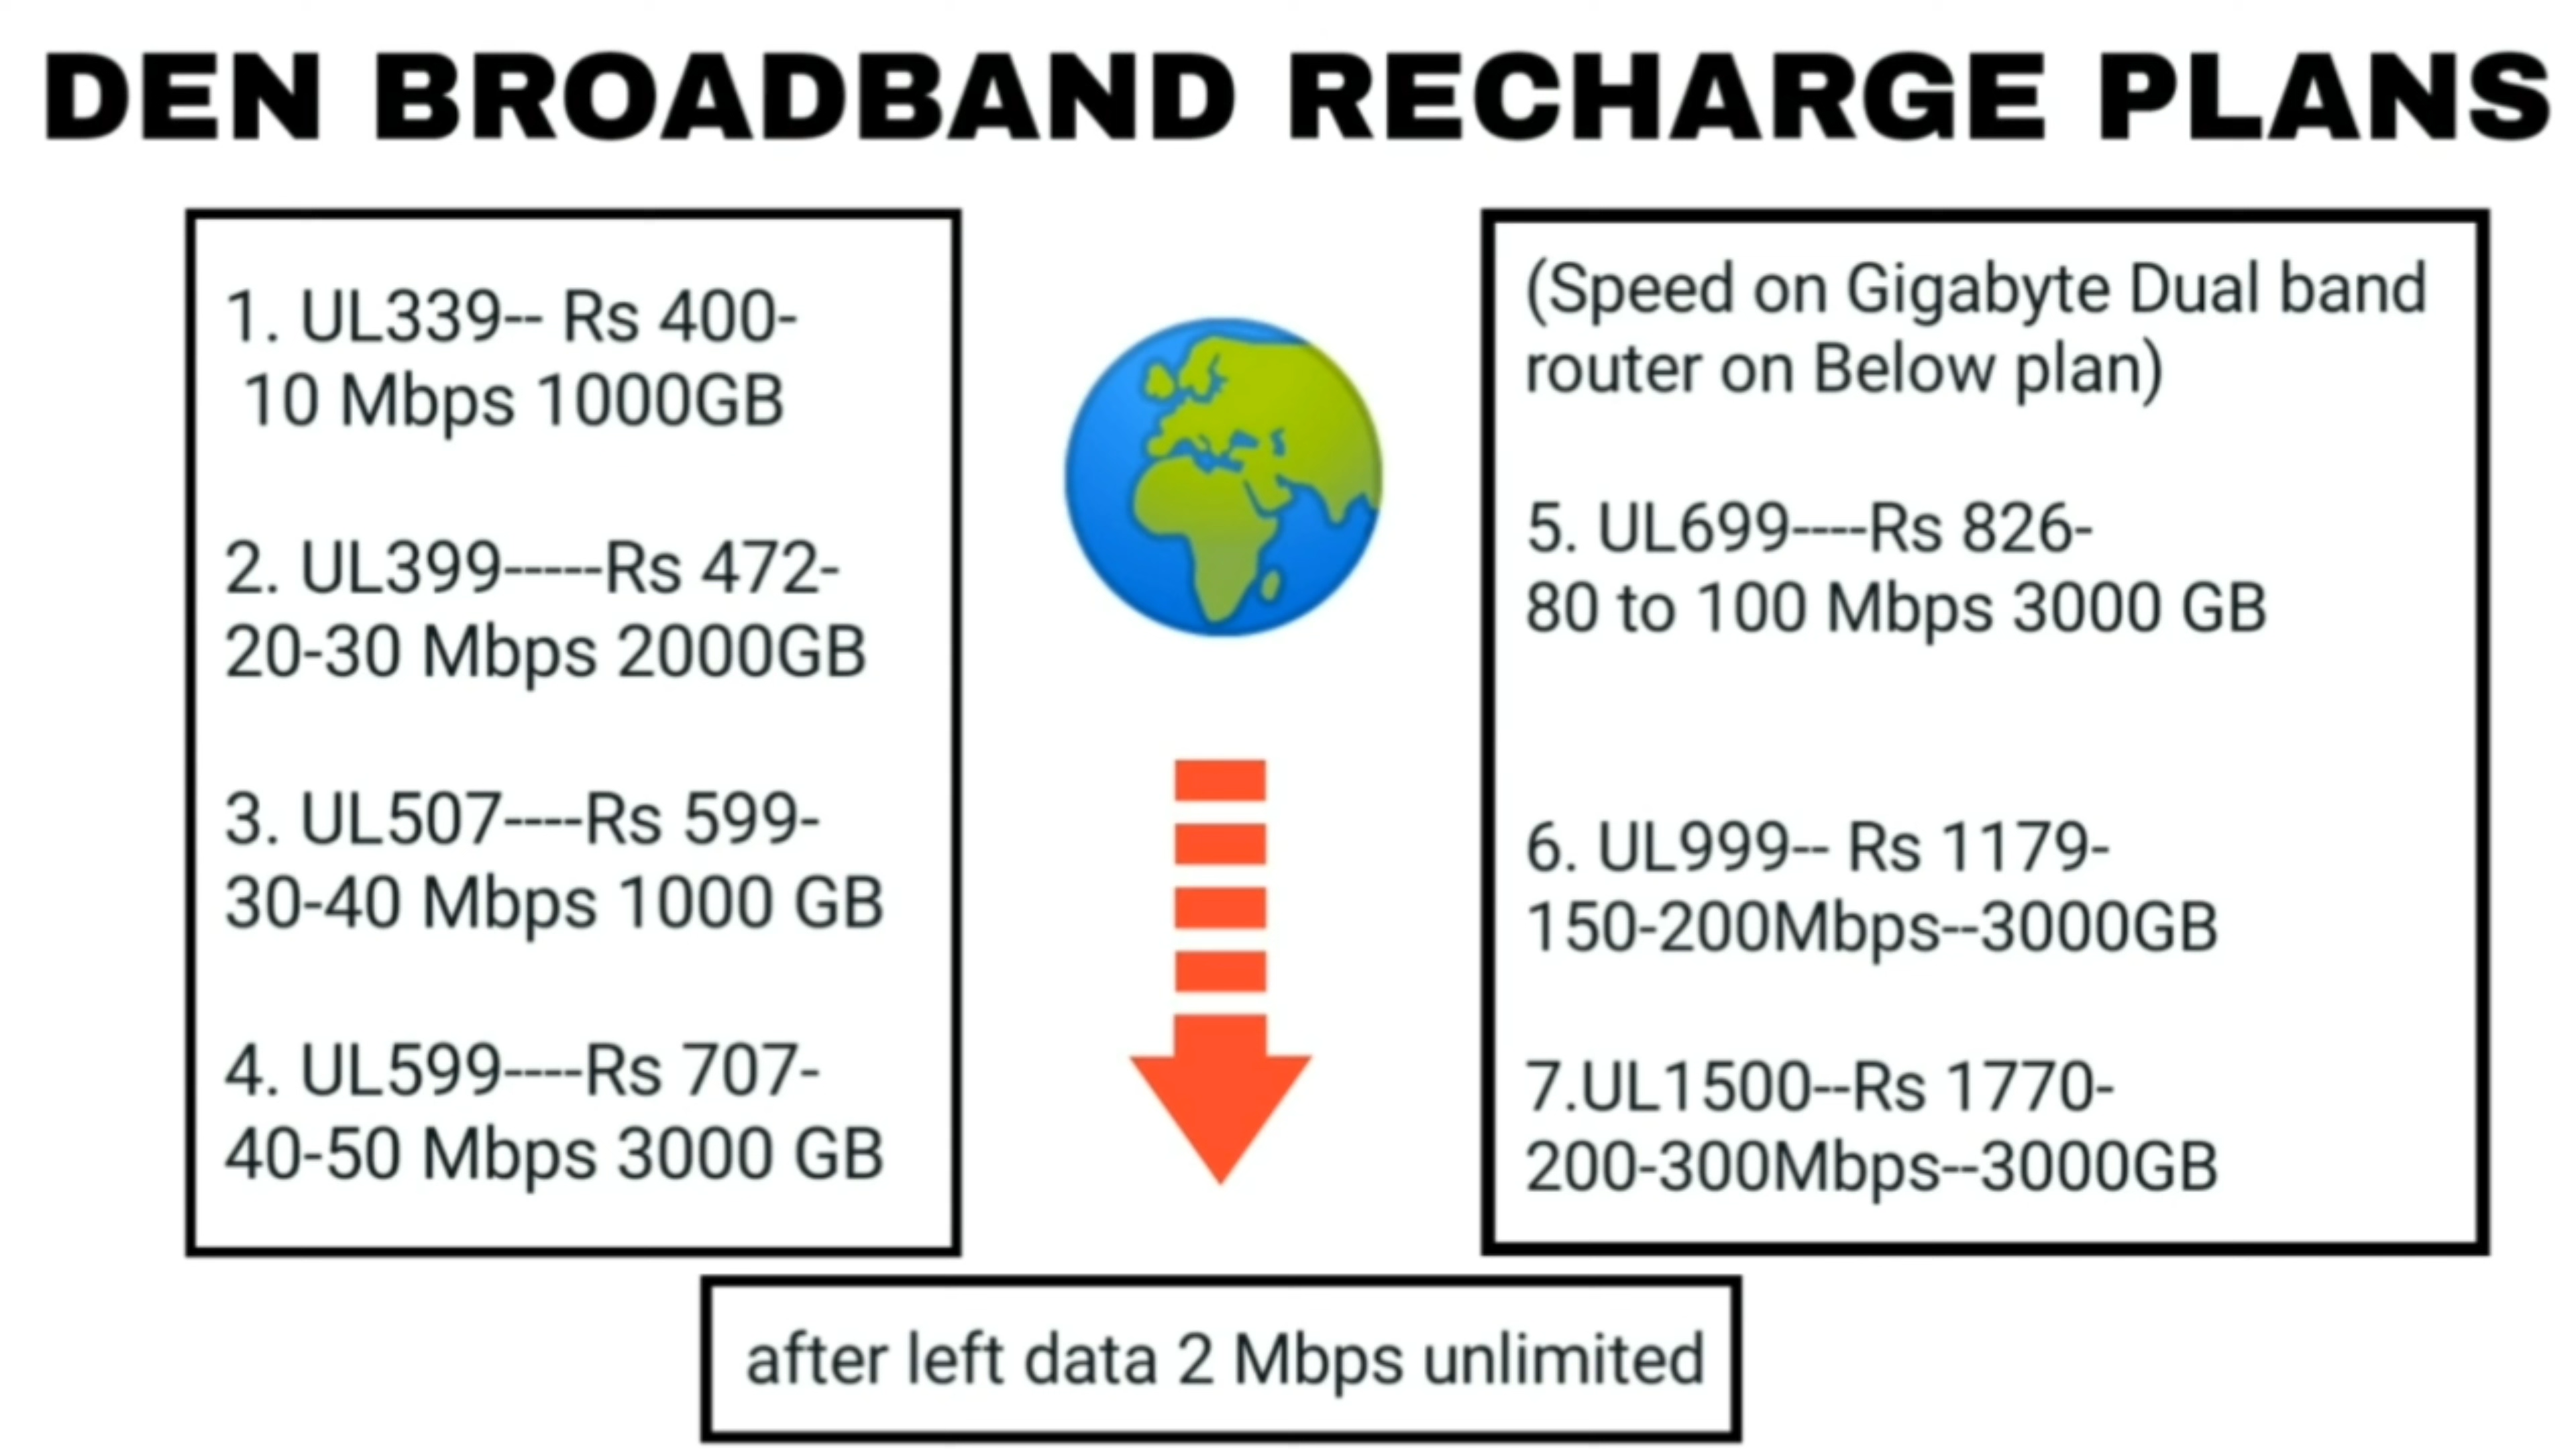 DEN BROADBAND RECHARGE PLANS
1. UL339-- Rs 400-
10 Mbps 1000GB
2. UL399-----Rs 472-
20-30 Mbps 2000GB
3. UL507----Rs 599-
30-40 Mbps 1000 GB
4. UL599----Rs 707-
40-50 Mbps 3000 GB
(Speed on Gigabyte Dual band
router on Below plan)
5. UL699----Rs 826-
80 to 100 Mbps 3000 GB
6. UL999-- Rs 1179-
150-200Mbps--3000GB
7.UL1500--Rs 1770-
200-300Mbps--3000GB
after left data 2 Mbps unlimited